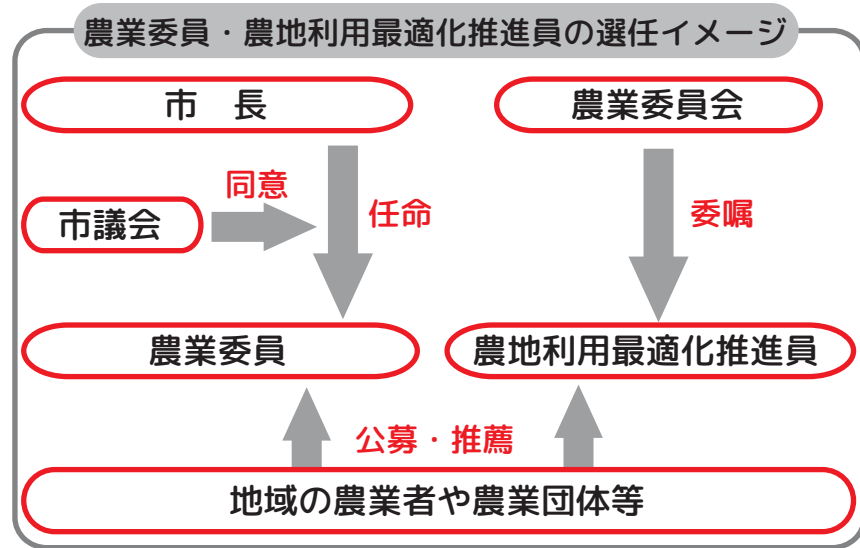 農業委員・農地利用最適化推進員の選任イメージ
市　長
農業委員会
同意
市議会
任命
委嘱
農業委員
農地利用最適化推進員
公募・推薦
地域の農業者や農業団体等